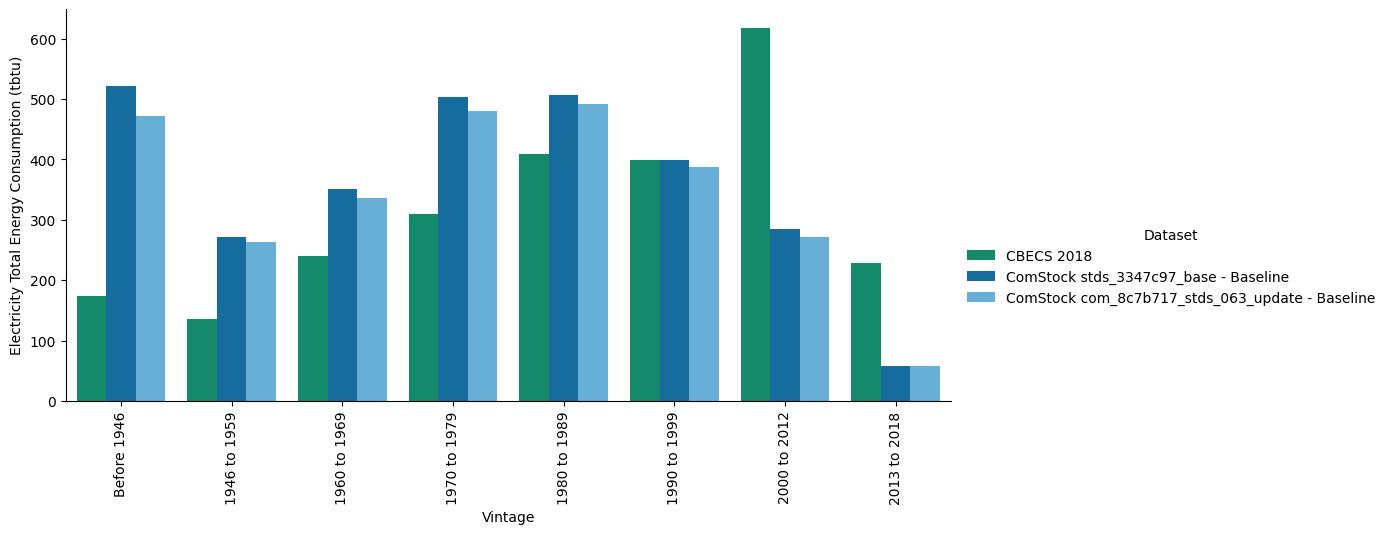 Electricity Total Energy Consumption (tbtu)
600
500
400
300
200
100
0
Before 1946
1946 to 1959
1960 to 1969
1970 to 1979
1980 to 1989
1990 to 1999
2000 to 2012
2013 to 2018
Vintage
Dataset
CBECS 2018
ComStock stds_3347c97_base - Baseline
ComStock com_8c7b717_stds_063_update - Baseline